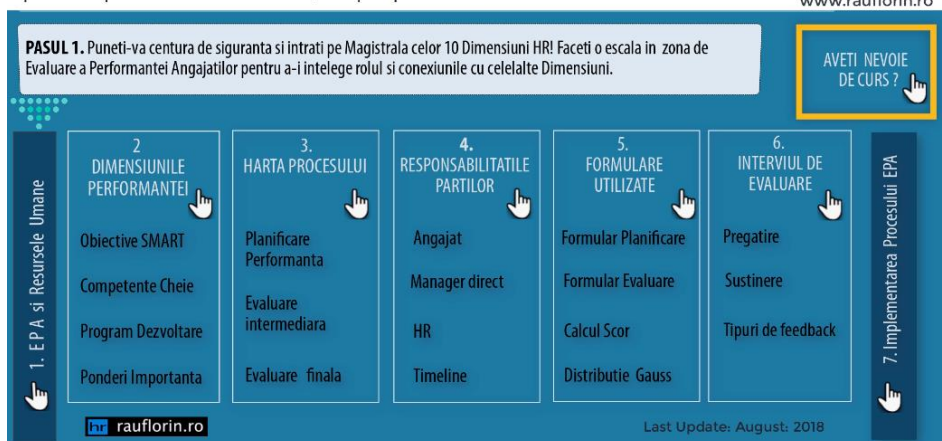 www.rauflorin.ro
PASUL 1. Puneti-va centura de siguranta si intrati pe Magistrala celor 10 Dimensiuni HR! Faceti o escala in zona de
Evaluare a Performantei Angajatilor pentru a-i intelege rolul si conexiunile cu celelalte Dimensiuni.
AVETI NEVOIE
DE CURS ?
1. E P A si Resursele Umane
2
DIMENSIUNILE
PERFORMANTEI
Obiective SMART
Competente Cheie
Program Dezvoltare
Ponderi Importanta
3.
HARTA PROCESULUI
Planificare
Performanta
Evaluare
intermediara
Evaluare finala
4.
RESPONSABILITATILE
PARTILOR
Angajat
Manager direct
HR
Timeline
5.
FORMULARE
UTILIZATE
Formular Planificare
Formular Evaluare
Calcul Scor
Distributie Gauss
6.
INTERVIUL DE
EVALUARE
Pregatire
Sustinere
Tipuri de feedback
7. Implementarea Procesului EPA
hr rauflorin.ro
Last Update: August: 2018